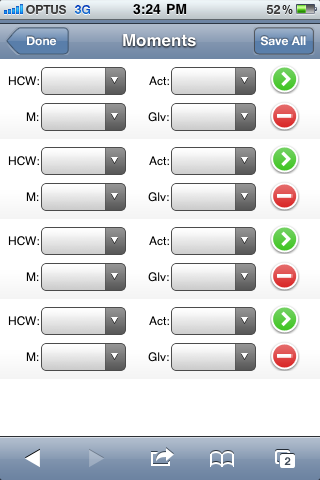 OPTUS 3G 3:24 PM 52%
Done Moments Save All
HCW: Act:
M: Glv:
HCW: Act:
M: Glv:
HCW: Act:
M: Glv:
HCW: Act:
M: Glv:
2